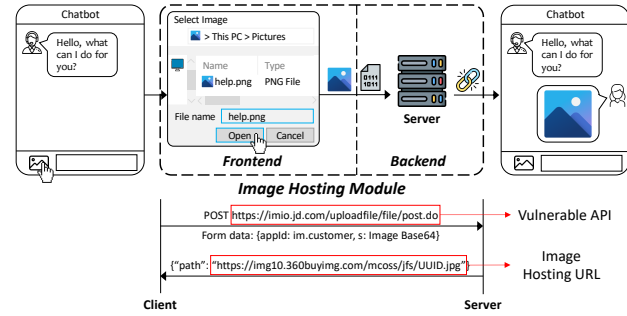 Chatbot
Hello, what
can I do for
you?
Select Image
> This PC > Pictures
Name Type
help.png PNG File
File name help.png
Open Cancel
Frontend
0111
1011
Server
Backend
Chatbot
Hello, what
can I do for
you?
Image Hosting Module
POST https://imio.jd.com/uploadfile/file/post.do
Vulnerable API
Form data: {appId: im.customer, s: Image Base64}
{"path": "https://img10.360buyimg.com/mcoss/jfs/UUID.jpg"}
Image
Hosting URL
Client
Server